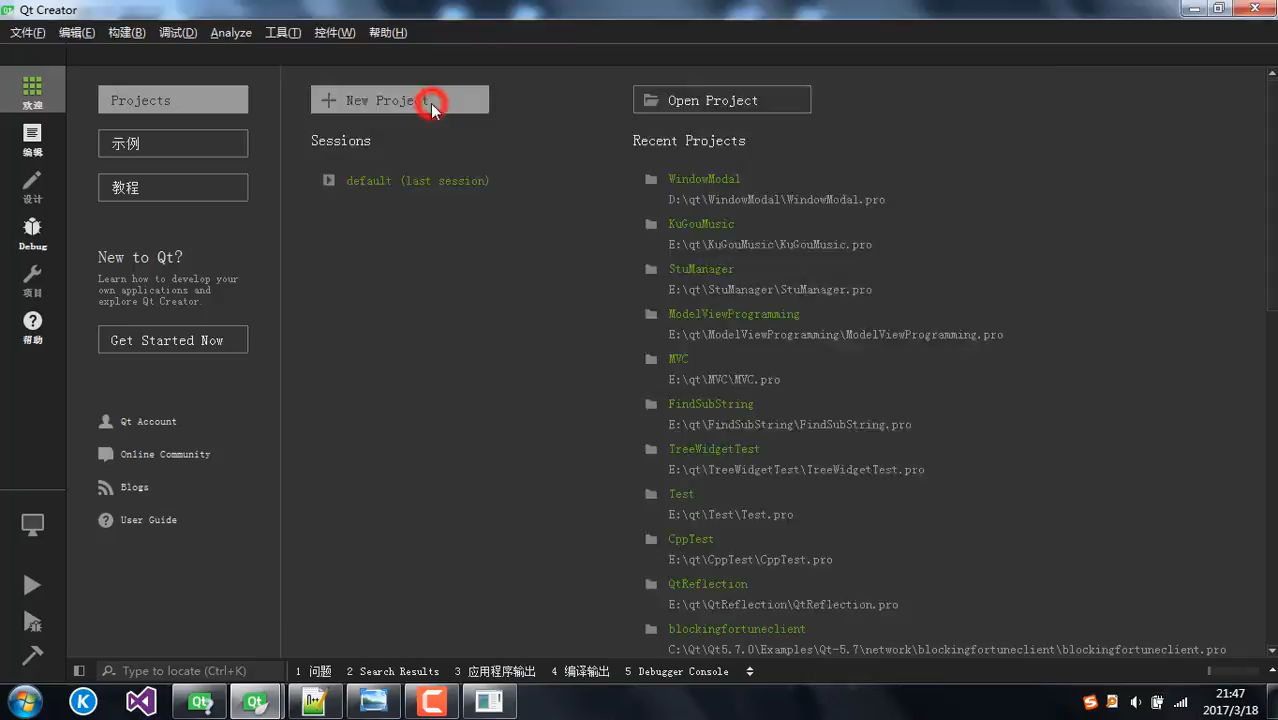 Qt Creator
文件(F) 编辑(E) 构建(B) 调试(D) Analyze 工具(T) 控件(W) 帮助(H)
欢迎
编辑
设计
Debug
项目
帮助
Projects
示例
教程
New to Qt?
Learn how to develop your
own applications and
explore Qt Creator.
Get Started Now
Qt Account
Online Community
Blogs
User Guide
New Project
Sessions
default (last session)
Open Project
Recent Projects
WindowModal
D:\qt\WindowModal\WindowModal.pro
KuGouMusic
E:\qt\KuGouMusic\KuGouMusic.pro
StuManager
E:\qt\StuManager\StuManager.pro
ModelViewProgramming
E:\qt\ModelViewProgramming\ModelViewProgramming.pro
MVC
E:\qt\MVC\MVC.pro
FindSubString
E:\qt\FindSubString\FindSubString.pro
TreeWidgetTest
E:\qt\TreeWidgetTest\TreeWidgetTest.pro
Test
E:\qt\Test\Test.pro
CppTest
E:\qt\CppTest\CppTest.pro
QtReflection
E:\qt\QtReflection\QtReflection.pro
blockingfortuneclient
C:\Qt\Qt5.7.0\Examples\Qt-5.7\network\blockingfortuneclient\blockingfortuneclient.pro
Type to locate (Ctrl+K) 1 问题 2 Search Results 3 应用程序输出 4 编译输出 5 Debugger Console
21:47
2017/3/18